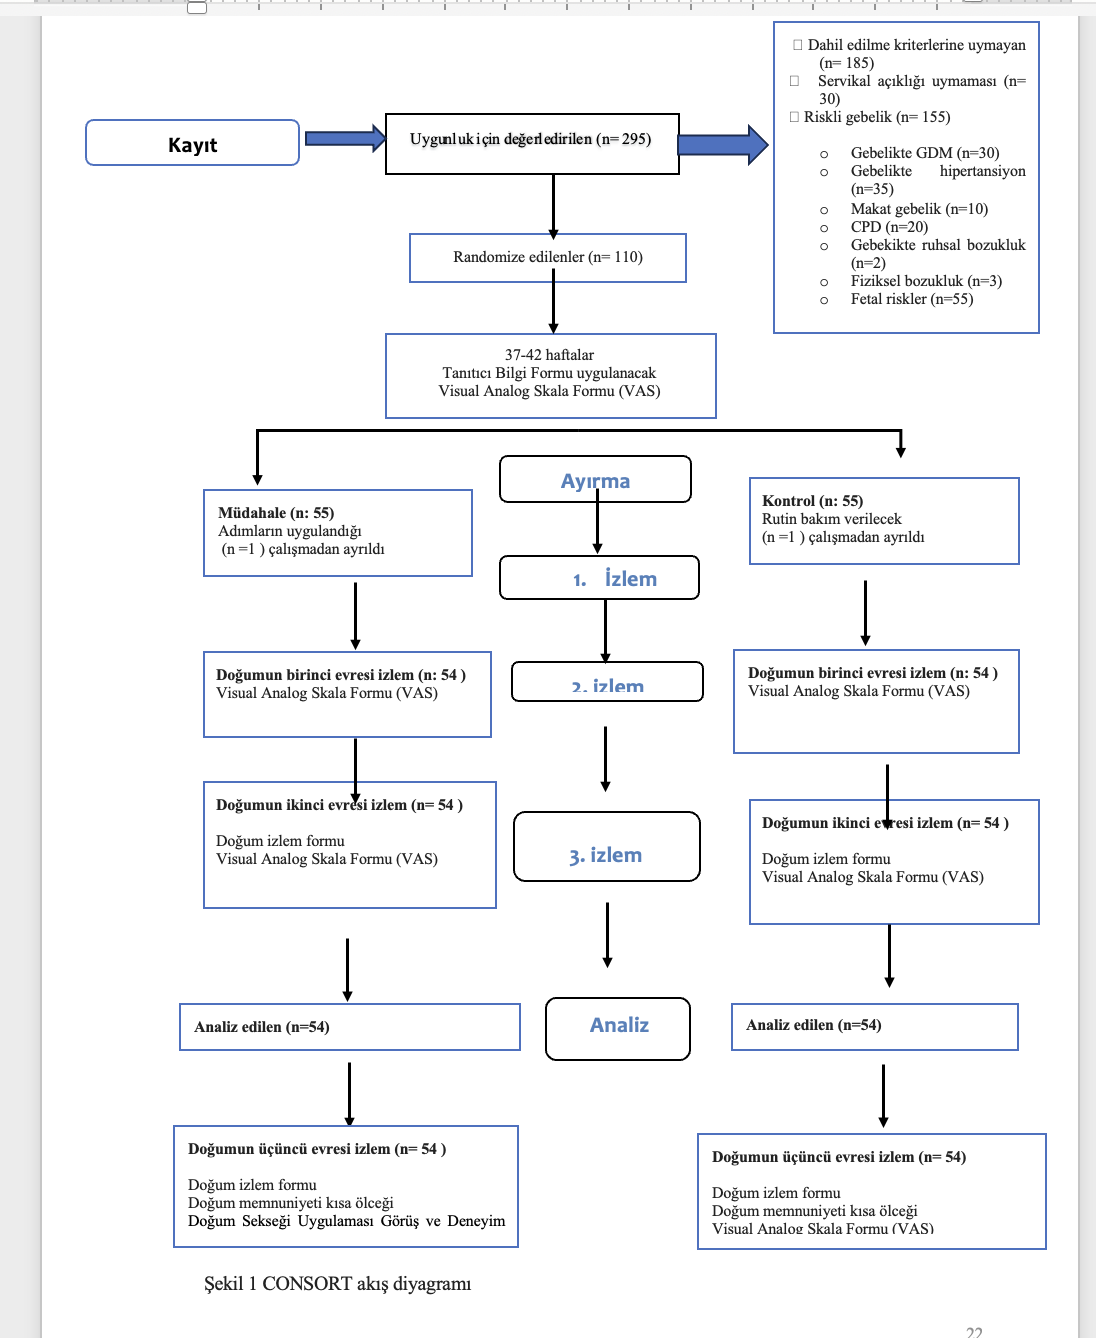 Kayıt
Uygunluk için değerledirilen (n= 295)
☐ Dahil edilme kriterlerine uymayan
(n= 185)
☐ Servikal açıklığı uymaması (n=
30)
☐ Riskli gebelik (n= 155)
o Gebelikte GDM (n=30)
o Gebelikte hipertansiyon
(n=35)
o Makat gebelik (n=10)
o CPD (n=20)
o Gebekikte ruhsal bozukluk
(n=2)
o Fiziksel bozukluk (n=3)
o Fetal riskler (n=55)
Randomize edilenler (n= 110)
37-42 haftalar
Tanıtıcı Bilgi Formu uygulanacak
Visual Analog Skala Formu (VAS)
Ayırma
Müdahale (n: 55)
Adımların uygulandığı
(n =1 ) çalışmadan ayrıldı
Kontrol (n: 55)
Rutin bakım verilecek
(n =1 ) çalışmadan ayrıldı
1. İzlem
Doğumun birinci evresi izlem (n: 54 )
Visual Analog Skala Formu (VAS)
2. izlem
Doğumun birinci evresi izlem (n: 54 )
Visual Analog Skala Formu (VAS)
Doğumun ikinci evresi izlem (n= 54 )
Doğum izlem formu
Visual Analog Skala Formu (VAS)
3. izlem
Doğumun ikinci evresi izlem (n= 54 )
Doğum izlem formu
Visual Analog Skala Formu (VAS)
Analiz edilen (n=54)
Analiz
Analiz edilen (n=54)
Doğumun üçüncü evresi izlem (n= 54 )
Doğum izlem formu
Doğum memnuniyeti kısa ölceği
Doğum Sekseği Uygulaması Görüş ve Deneyim
Doğumun üçüncü evresi izlem (n= 54)
Doğum izlem formu
Doğum memnuniyeti kısa ölceği
Visual Analog Skala Formu (VAS)
Şekil 1 CONSORT akış diyagramı
22